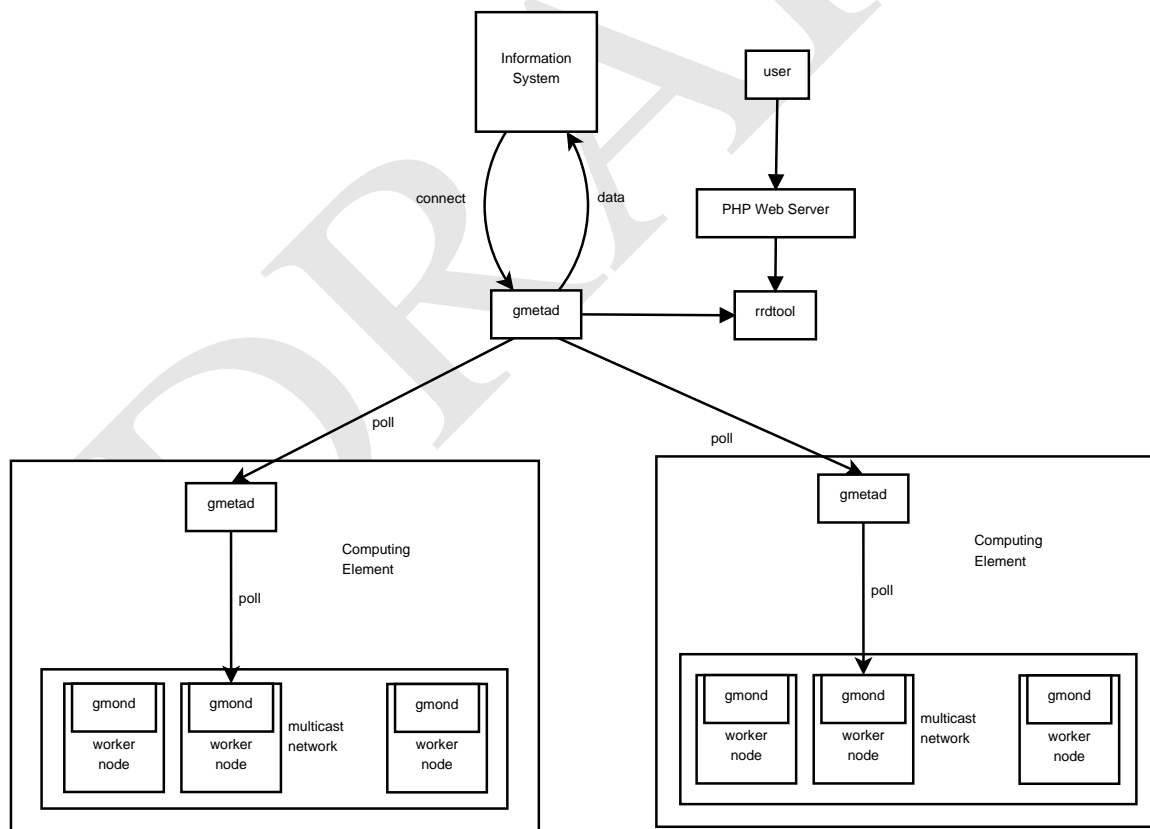 Information
System
user
connect
data
PHP Web Server
gmetad
rrdtool
poll
poll
gmetad
Computing
Element
poll
gmond
worker
node
gmond
worker
node
multicast
network
gmond
worker
node
gmetad
Computing
Element
poll
gmond
worker
node
gmond
worker
node
multicast
network
gmond
worker
node
DRA